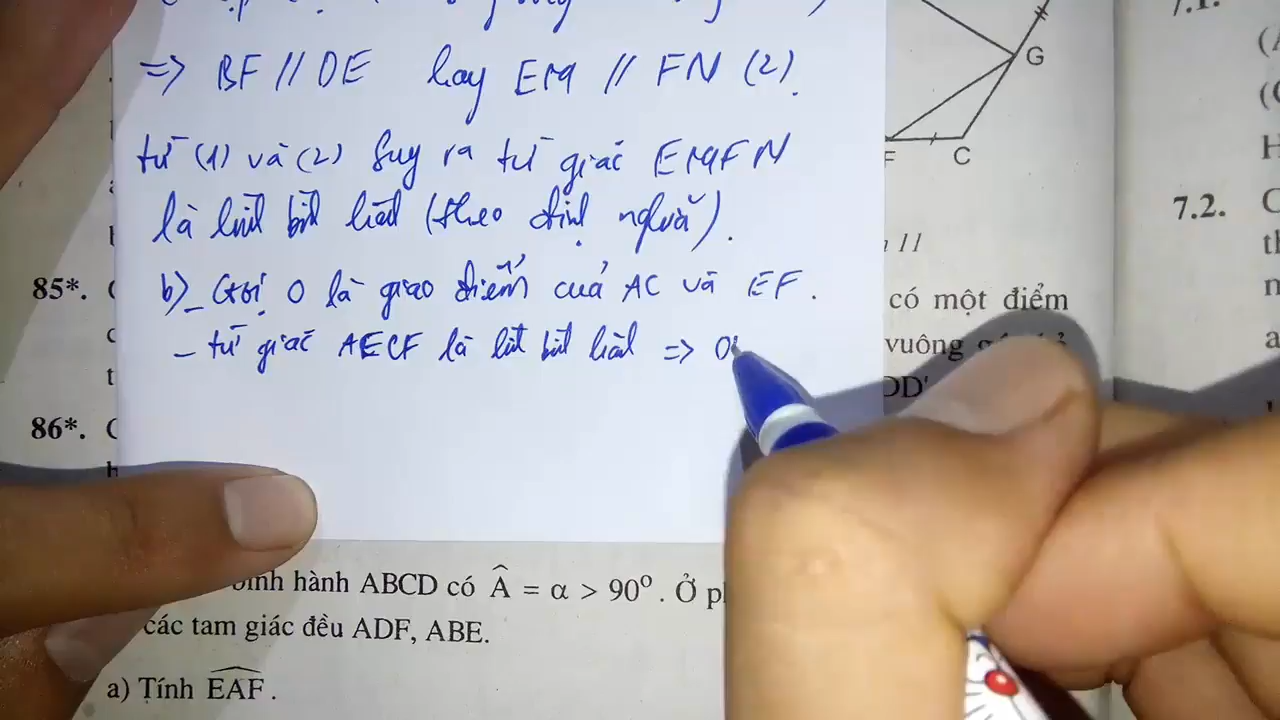 => BF // DE hay EM // FN (2).
từ (1) và (2) suy ra tứ giác EMFN
là hình bình hành (theo định nghĩa).
b) - Gọi O là giao điểm của AC và EF.
- tứ giác AECF là hình bình hành => O
G
F C
7.1.
7.2.
85*.
có một điểm
vuông
DD'
86*.
bình hành ABCD có Â = α > 90°. Ở
các tam giác đều ADF, ABE.
a) Tính EAF.